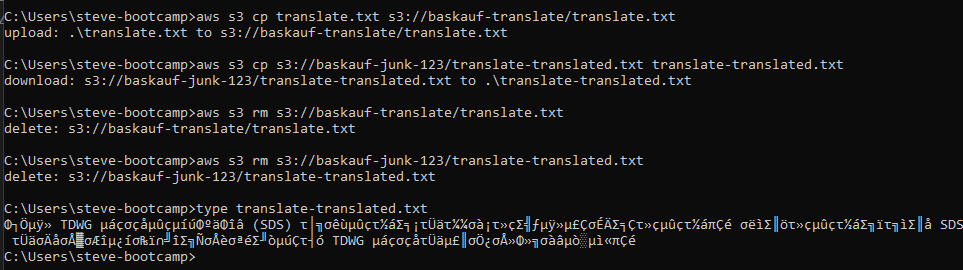 C:\Users\steve-bootcamp>aws s3 cp translate.txt s3://baskauf-translate/translate.txt
upload: .\translate.txt to s3://baskauf-translate/translate.txt
C:\Users\steve-bootcamp>aws s3 cp s3://baskauf-junk-123/translate-translated.txt translate-translated.txt
download: s3://baskauf-junk-123/translate-translated.txt to .\translate-translated.txt
C:\Users\steve-bootcamp>aws s3 rm s3://baskauf-translate/translate.txt
delete: s3://baskauf-translate/translate.txt
C:\Users\steve-bootcamp>aws s3 rm s3://baskauf-junk-123/translate-translated.txt
delete: s3://baskauf-junk-123/translate-translated.txt
C:\Users\steve-bootcamp>type translate-translated.txt
TDWG (SDS) SDS
TDWG
C:\Users\steve-bootcamp>